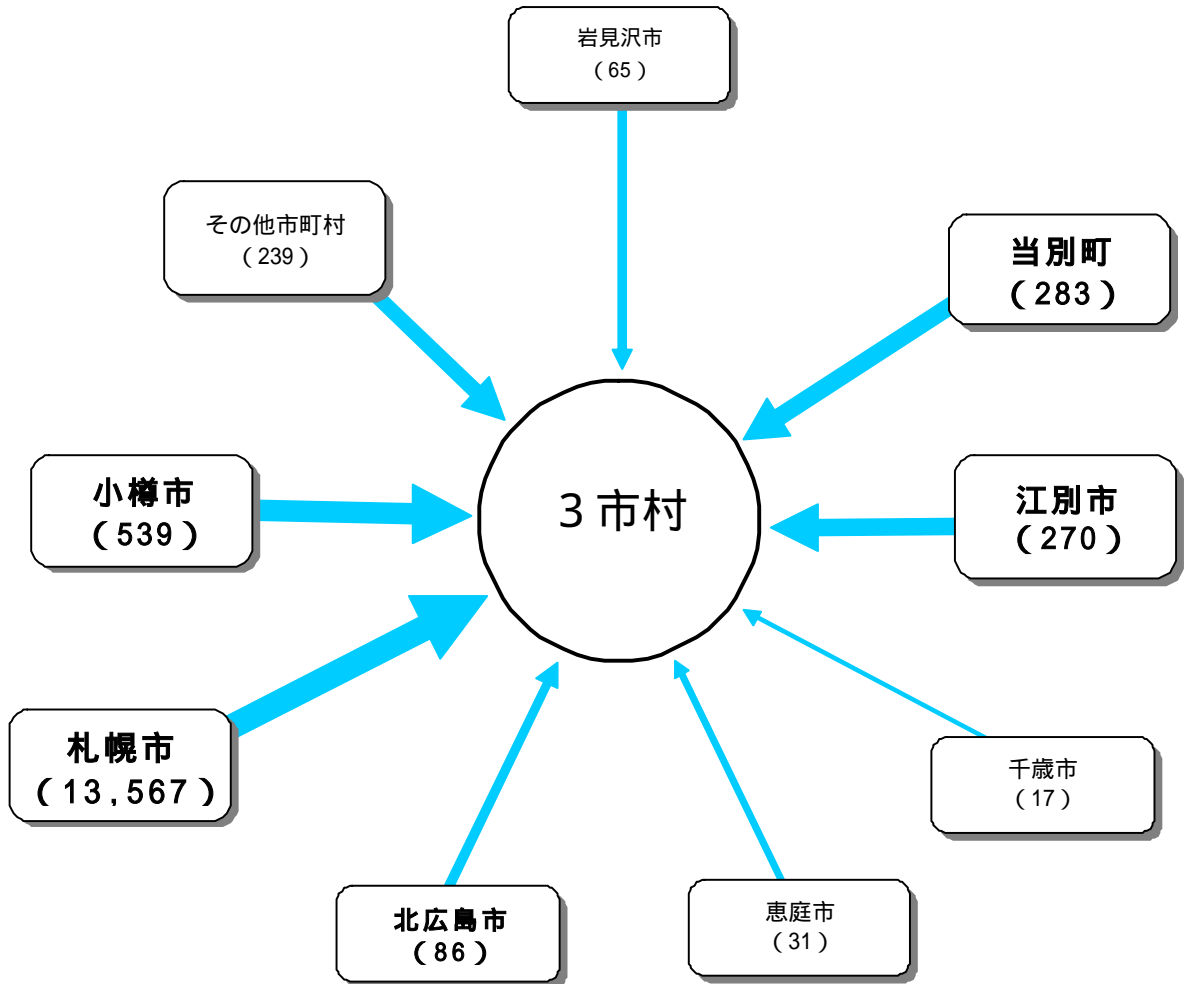 岩見沢市
（65）
その他市町村
（239）
当別町
（283）
小樽市
（539）
３市村
江別市
（270）
札幌市
（13,567）
千歳市
（17）
北広島市
（86）
恵庭市
（31）